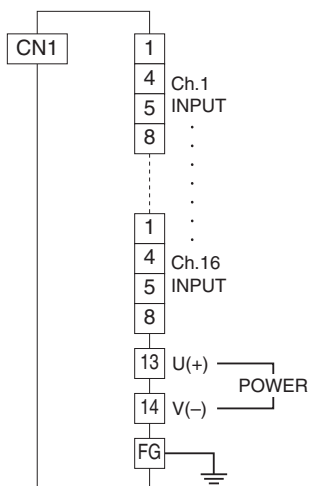 CN1
1
4
5
8
Ch.1
INPUT
1
4
5
8
Ch.16
INPUT
13 U(+)
POWER
14 V(–)
FG